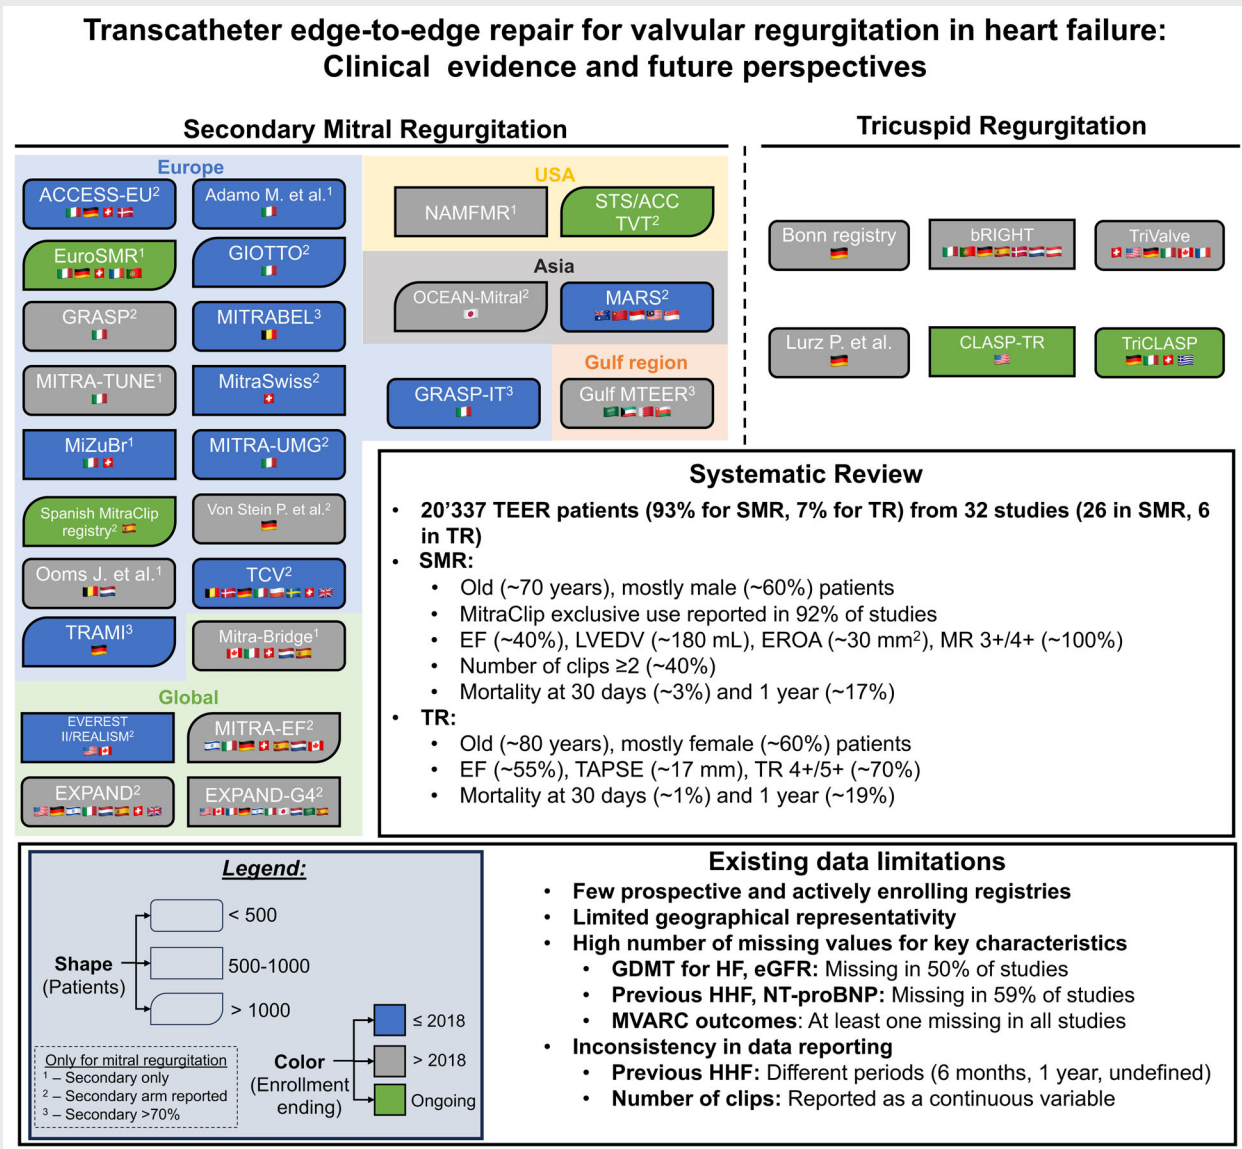 Transcatheter edge-to-edge repair for valvular regurgitation in heart failure:
Clinical evidence and future perspectives
Secondary Mitral Regurgitation
Tricuspid Regurgitation
Europe
ACCESS-EU²
Adamo M. et al.¹
EuroSMR¹
GIOTTO²
GRASP²
MITRABEL³
MITRA-TUNE¹
MitraSwiss²
MiZuBr¹
MITRA-UMG²
Spanish MitraClip
registry²
Von Stein P. et al.²
Ooms J. et al.¹
TCV²
TRAMI³
Mitra-Bridge¹
Global
EVEREST
II/REALISM²
MITRA-EF²
EXPAND²
EXPAND-G4²
USA
NAMFMR¹
STS/ACC
TVT²
Asia
OCEAN-Mitral²
MARS²
GRASP-IT³
Gulf region
Gulf MTEER³
Bonn registry
bRIGHT
TriValve
Lurz P. et al.
CLASP-TR
TriCLASP
Systematic Review
• 20'337 TEER patients (93% for SMR, 7% for TR) from 32 studies (26 in SMR, 6
in TR)
• SMR:
• Old (~70 years), mostly male (~60%) patients
• MitraClip exclusive use reported in 92% of studies
• EF (~40%), LVEDV (~180 mL), EROA (~30 mm²), MR 3+/4+ (~100%)
• Number of clips ≥2 (~40%)
• Mortality at 30 days (~3%) and 1 year (~17%)
• TR:
• Old (~80 years), mostly female (~60%) patients
• EF (~55%), TAPSE (~17 mm), TR 4+/5+ (~70%)
• Mortality at 30 days (~1%) and 1 year (~19%)
Legend:
Shape
(Patients)
< 500
500-1000
> 1000
Only for mitral regurgitation
¹ – Secondary only
² – Secondary arm reported
³ – Secondary >70%
Color
(Enrollment
ending)
≤ 2018
> 2018
Ongoing
Existing data limitations
• Few prospective and actively enrolling registries
• Limited geographical representativity
• High number of missing values for key characteristics
• GDMT for HF, eGFR: Missing in 50% of studies
• Previous HHF, NT-proBNP: Missing in 59% of studies
• MVARC outcomes: At least one missing in all studies
• Inconsistency in data reporting
• Previous HHF: Different periods (6 months, 1 year, undefined)
• Number of clips: Reported as a continuous variable